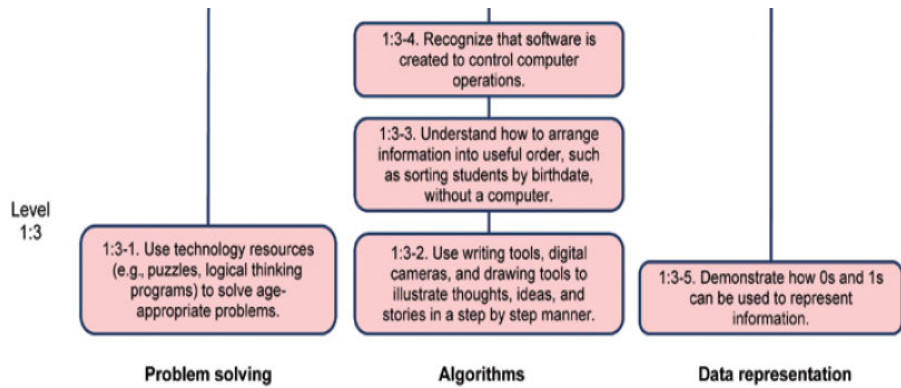 1:3-4. Recognize that software is
created to control computer
operations.
1:3-3. Understand how to arrange
information into useful order, such
as sorting students by birthdate,
without a computer.
Level
1:3
1:3-1. Use technology resources
(e.g., puzzles, logical thinking
programs) to solve age-
appropriate problems.
1:3-2. Use writing tools, digital
cameras, and drawing tools to
illustrate thoughts, ideas, and
stories in a step by step manner.
1:3-5. Demonstrate how 0s and 1s
can be used to represent
information.
Problem solving
Algorithms
Data representation